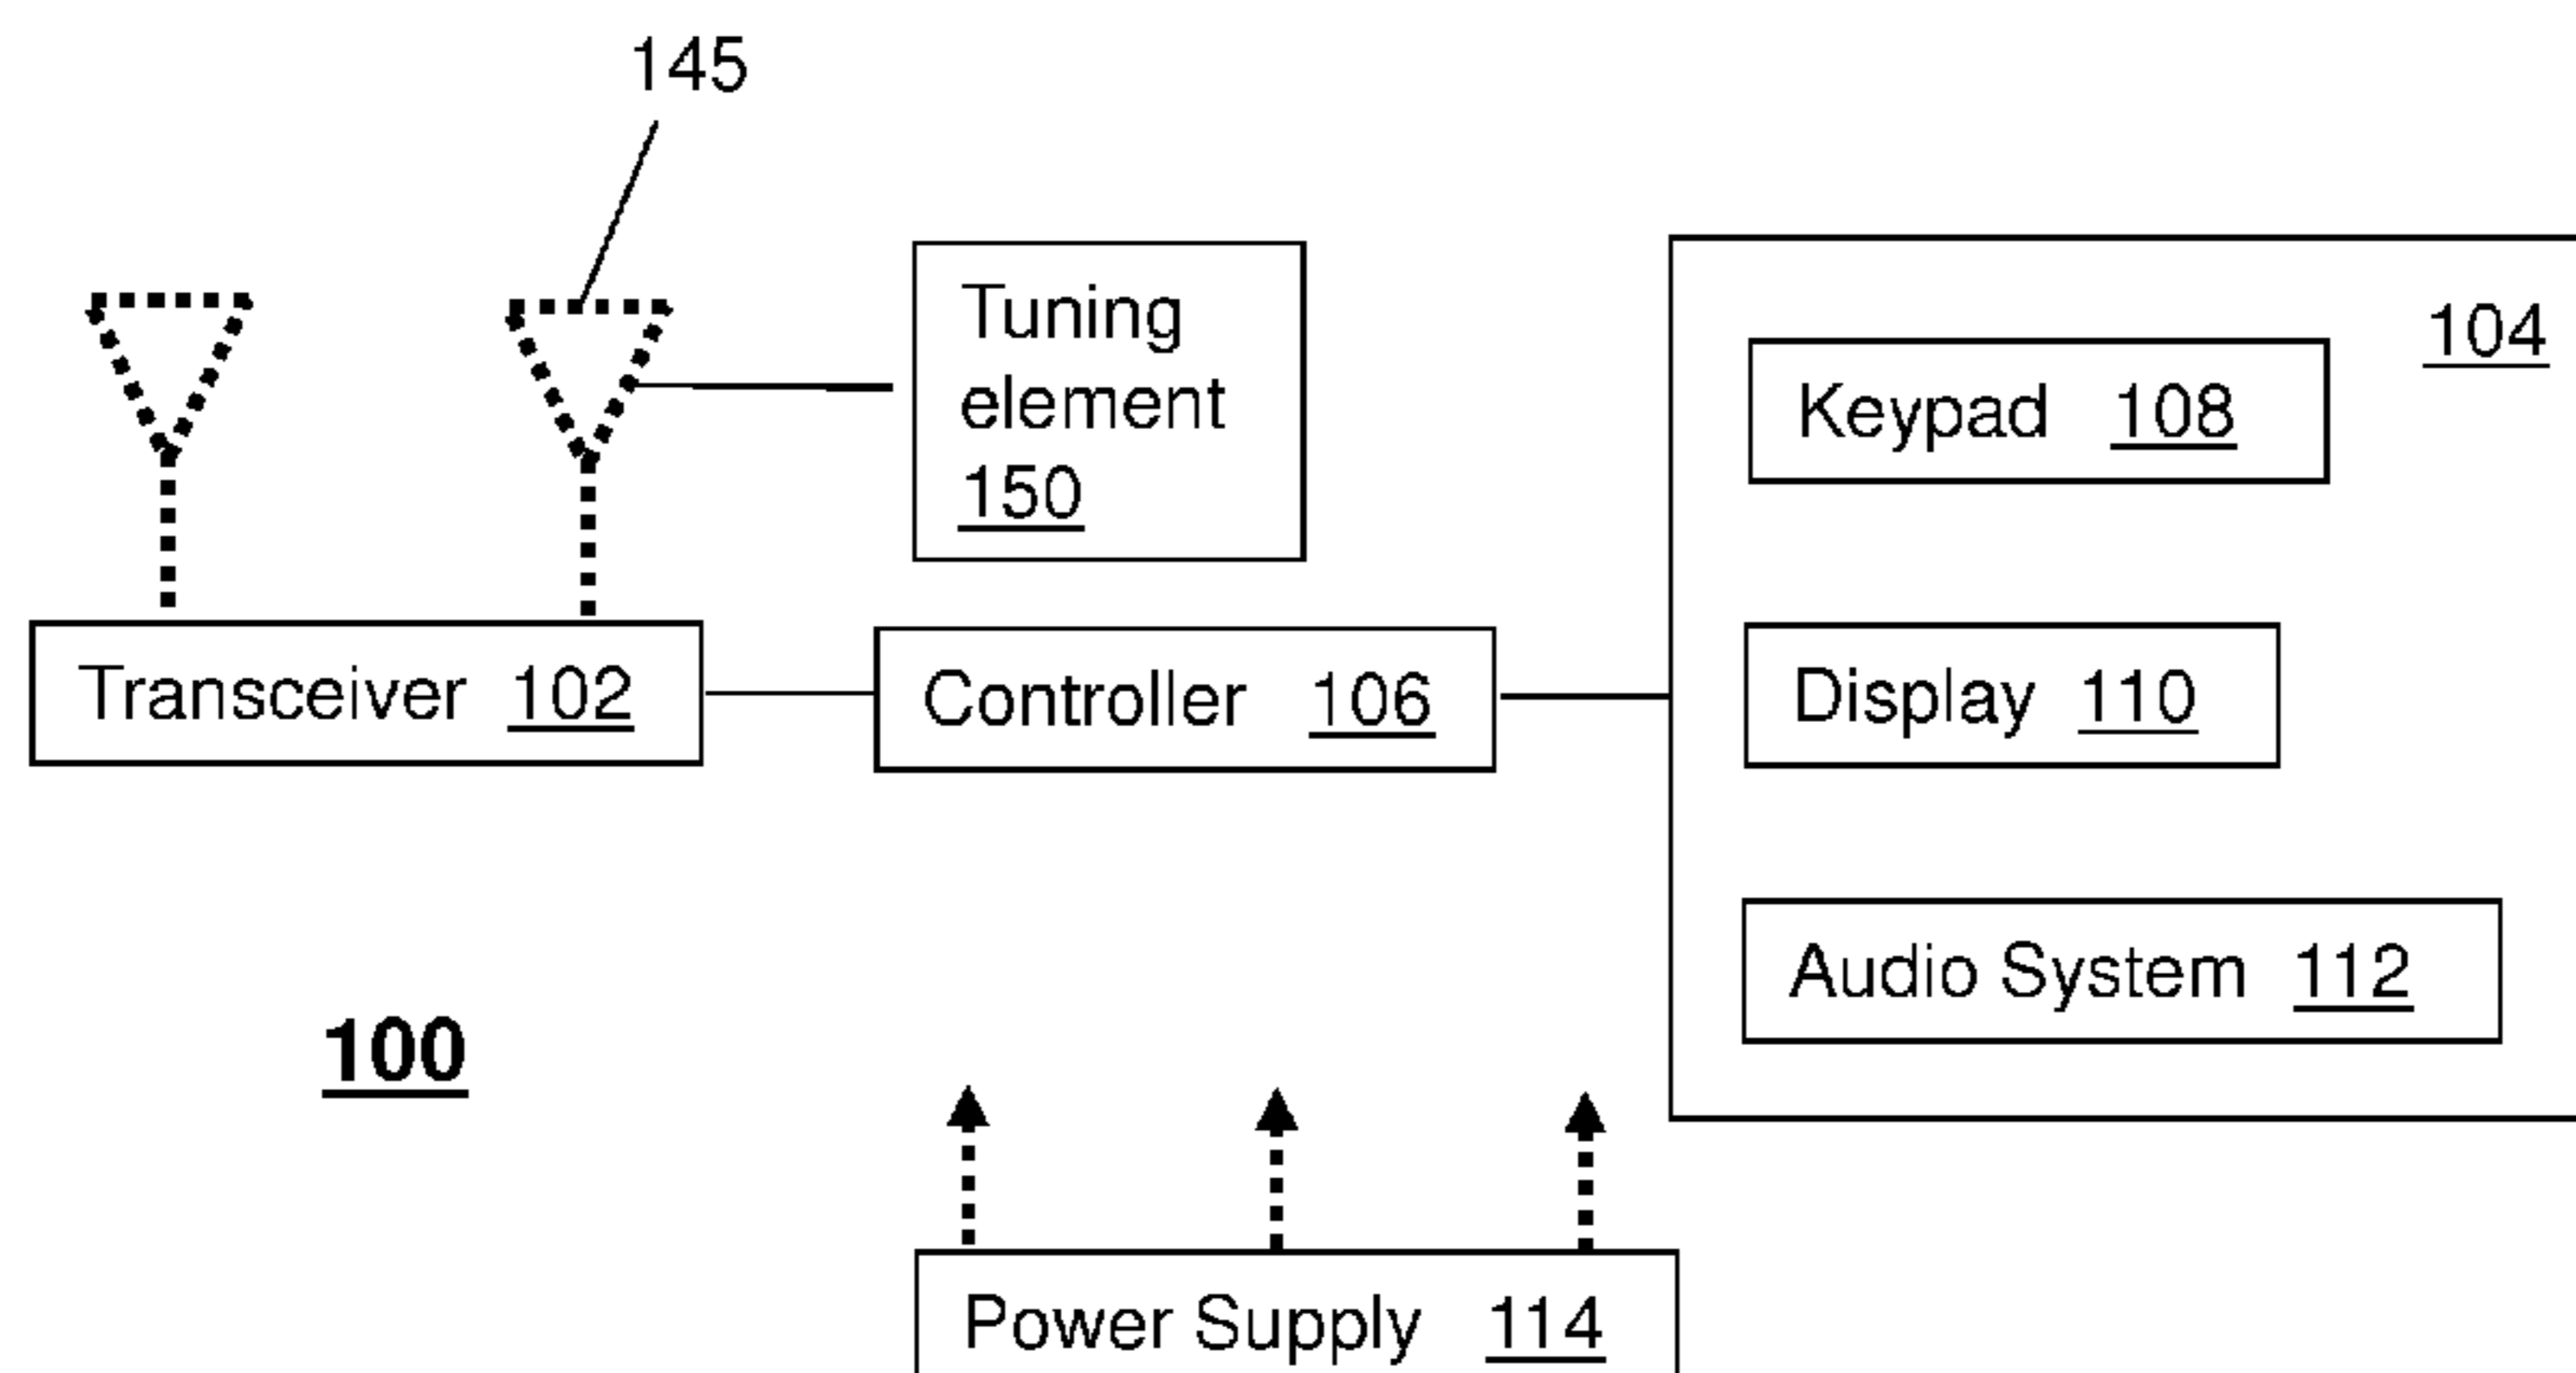 145
Tuning
element
150
104
Keypad 108
Transceiver 102
Controller 106
Display 110
Audio System 112
100
Power Supply 114